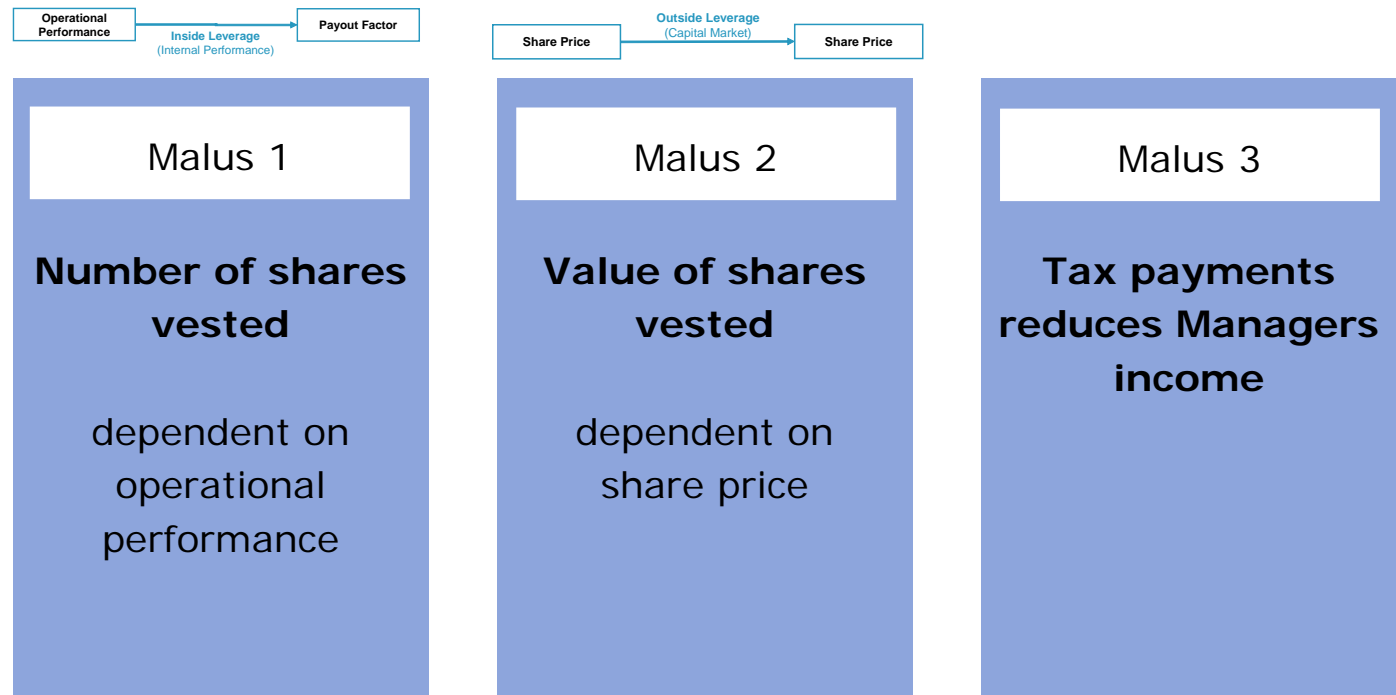 Operational
Performance
Inside Leverage
(Internal Performance)
Payout Factor
Share Price
Outside Leverage
(Capital Market)
Share Price
Malus 1
Number of shares
vested
dependent on
operational
performance
Malus 2
Value of shares
vested
dependent on
share price
Malus 3
Tax payments
reduces Managers
income